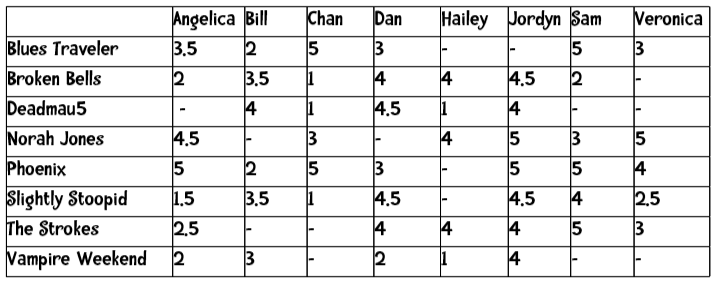 Angelica Bill Chan Dan Hailey Jordyn Sam Veronica
Blues Traveler 3.5 2 5 3 - - 5 3
Broken Bells 2 3.5 1 4 4 4.5 2 -
Deadmau5 - 4 1 4.5 1 4 - -
Norah Jones 4.5 - 3 - 4 5 3 5
Phoenix 5 2 5 3 - 5 5 4
Slightly Stoopid 1.5 3.5 1 4.5 - 4.5 4 2.5
The Strokes 2.5 - - 4 4 4 5 3
Vampire Weekend 2 3 - 2 1 4 - -